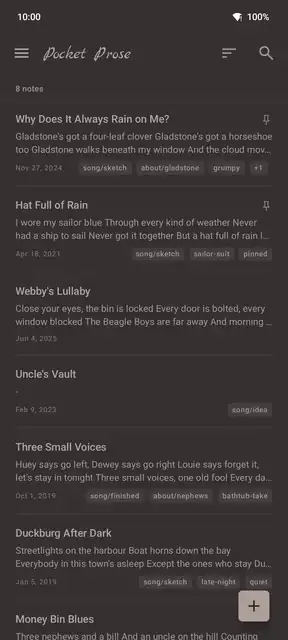 10:00
100%
Pocket Prose
8 notes
Why Does It Always Rain on Me?
Gladstone's got a four-leaf clover Gladstone's got a horseshoe
too Gladstone walks beneath my window And the cloud mov...
Nov 27, 2024 song/sketch about/gladstone grumpy +1
Hat Full of Rain
I wore my sailor blue Through every kind of weather Never
had a ship to sail Never got it together But a hat full of rain I...
Apr 18, 2021 song/sketch sailor-suit pinned
Webby's Lullaby
Close your eyes, the bin is locked Every door is bolted, every
window blocked The Beagle Boys are far away And morning ...
Jun 4, 2025
Uncle's Vault
.
Feb 9, 2023 song/idea
Three Small Voices
Huey says go left, Dewey says go right Louie says forget it,
let's stay in tonight Three small voices, one old fool Every da...
Oct 1, 2019 song/finished about/nephews bathtub-take
Duckburg After Dark
Streetlights on the harbour Boat horns down the bay
Everybody in this town's asleep Except the ones who stay Du...
Jan 5, 2019 song/sketch late-night quiet
Money Bin Blues
Three nephews and a bill And an uncle on the hill Counting